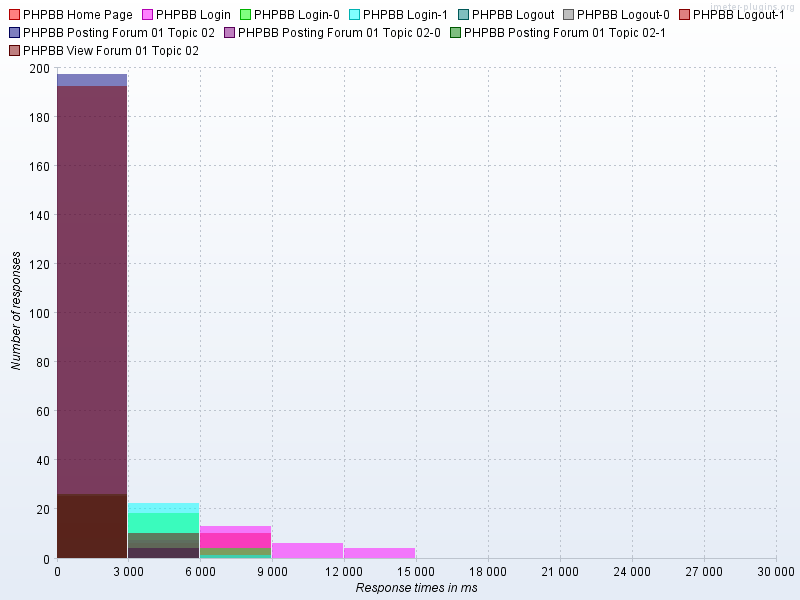 PHPBB Home Page PHPBB Login PHPBB Login-0 PHPBB Login-1 PHPBB Logout PHPBB Logout-0 PHPBB Logout-1
jmeter-plugins.org
PHPBB Posting Forum 01 Topic 02 PHPBB Posting Forum 01 Topic 02-0 PHPBB Posting Forum 01 Topic 02-1
PHPBB View Forum 01 Topic 02
200
180
160
140
120
100
80
60
40
20
0
Number of responses
0 3 000 6 000 9 000 12 000 15 000 18 000 21 000 24 000 27 000 30 000
Response times in ms